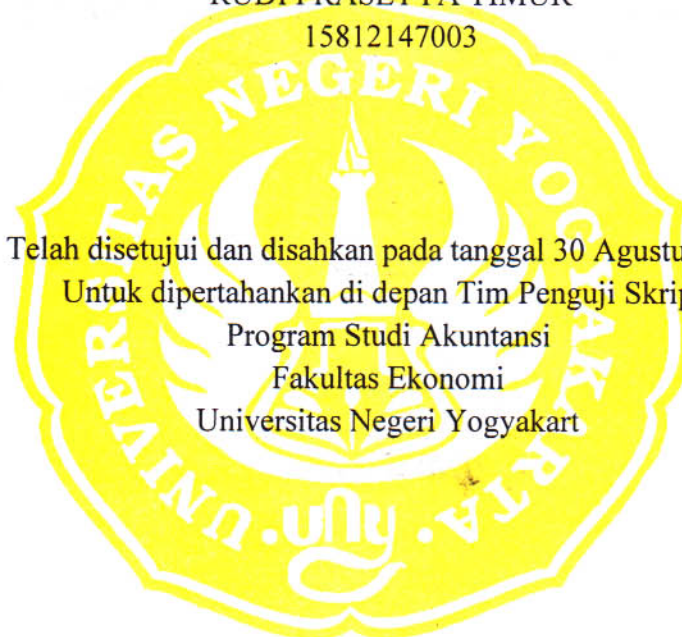 15812147003
UNIVERSITAS NEGERI YOGYAKARTA
Telah disetujui dan disahkan pada tanggal 30 Agustu
Untuk dipertahankan di depan Tim Penguji Skrip
Program Studi Akuntansi
Fakultas Ekonomi
Universitas Negeri Yogyakart
uny